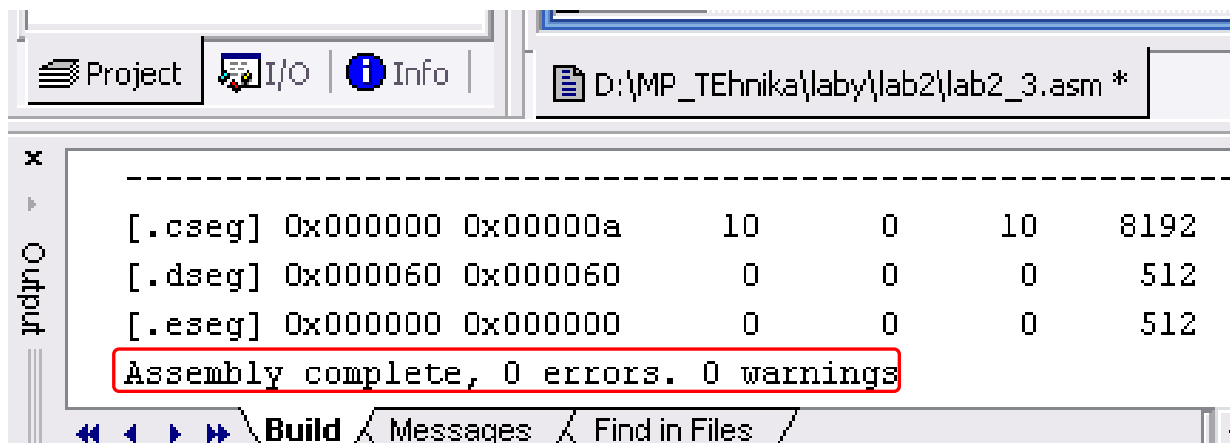 Project I/O Info
D:\MP_TEhnika\laby\lab2\lab2_3.asm *
Output
---------------------------------------------------------------
[.cseg] 0x000000 0x00000a 10 0 10 8192
[.dseg] 0x000060 0x000060 0 0 0 512
[.eseg] 0x000000 0x000000 0 0 0 512
Assembly complete, 0 errors. 0 warnings
Build Messages Find in Files